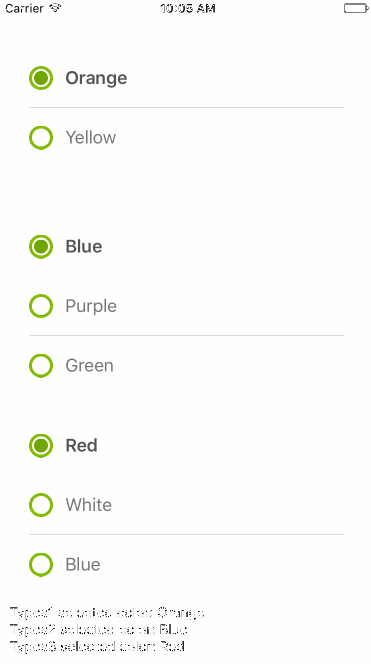 Carrier 10:05 AM
Orange
Yellow
Blue
Purple
Green
Red
White
Blue
Types1 selected color: Orange
Types2 selected color: Blue
Types3 selected color: Red